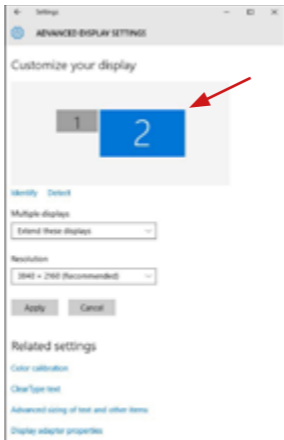 Settings
ADVANCED DISPLAY SETTINGS
Customize your display
1
2
Identify Detect
Multiple displays
Extend these displays
Resolution
3840 × 2160 (Recommended)
Apply Cancel
Related settings
Color calibration
ClearType text
Advanced sizing of text and other items
Display adapter properties